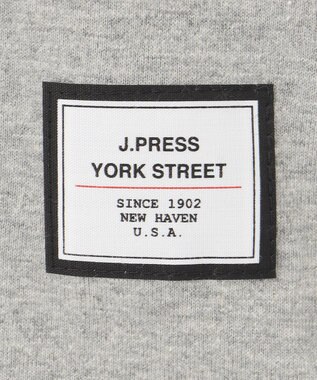 J.PRESS
YORK STREET
SINCE 1902
NEW HAVEN
U.S.A.